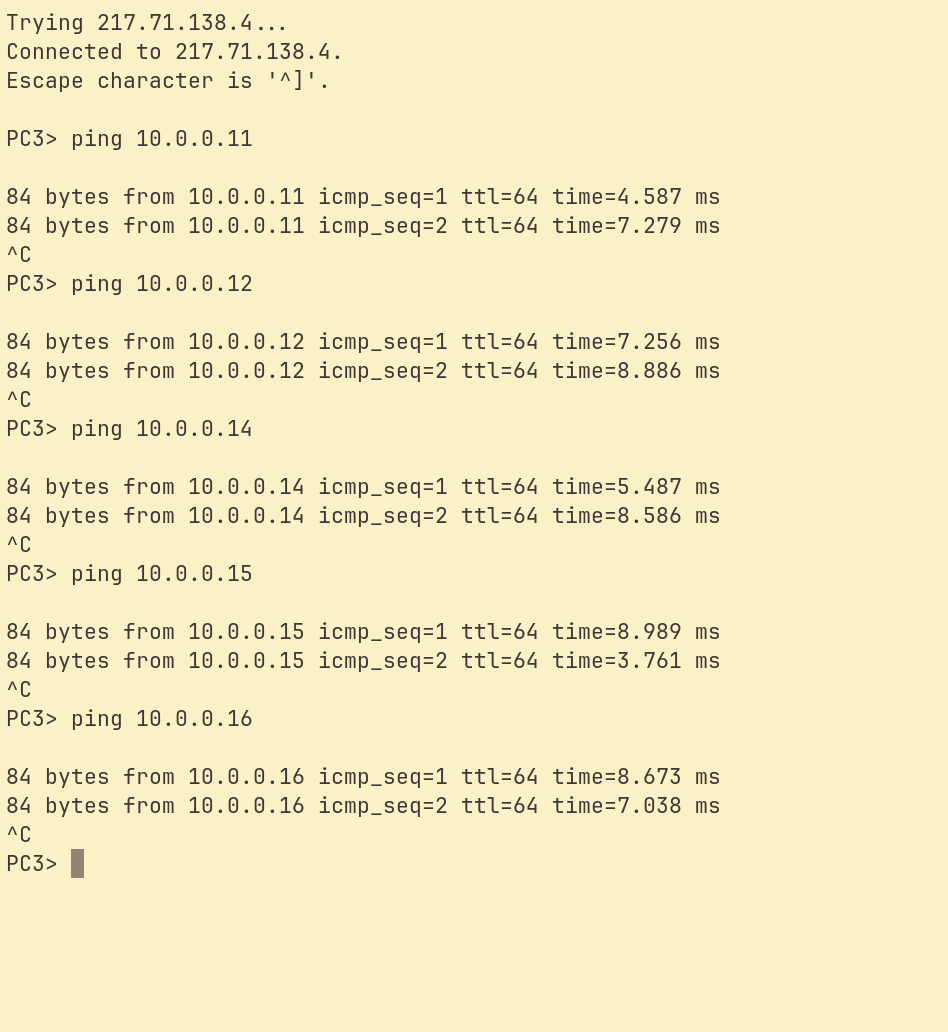 Trying 217.71.138.4...
Connected to 217.71.138.4.
Escape character is '^]'.
PC3> ping 10.0.0.11
84 bytes from 10.0.0.11 icmp_seq=1 ttl=64 time=4.587 ms
84 bytes from 10.0.0.11 icmp_seq=2 ttl=64 time=7.279 ms
^C
PC3> ping 10.0.0.12
84 bytes from 10.0.0.12 icmp_seq=1 ttl=64 time=7.256 ms
84 bytes from 10.0.0.12 icmp_seq=2 ttl=64 time=8.886 ms
^C
PC3> ping 10.0.0.14
84 bytes from 10.0.0.14 icmp_seq=1 ttl=64 time=5.487 ms
84 bytes from 10.0.0.14 icmp_seq=2 ttl=64 time=8.586 ms
^C
PC3> ping 10.0.0.15
84 bytes from 10.0.0.15 icmp_seq=1 ttl=64 time=8.989 ms
84 bytes from 10.0.0.15 icmp_seq=2 ttl=64 time=3.761 ms
^C
PC3> ping 10.0.0.16
84 bytes from 10.0.0.16 icmp_seq=1 ttl=64 time=8.673 ms
84 bytes from 10.0.0.16 icmp_seq=2 ttl=64 time=7.038 ms
^C
PC3>